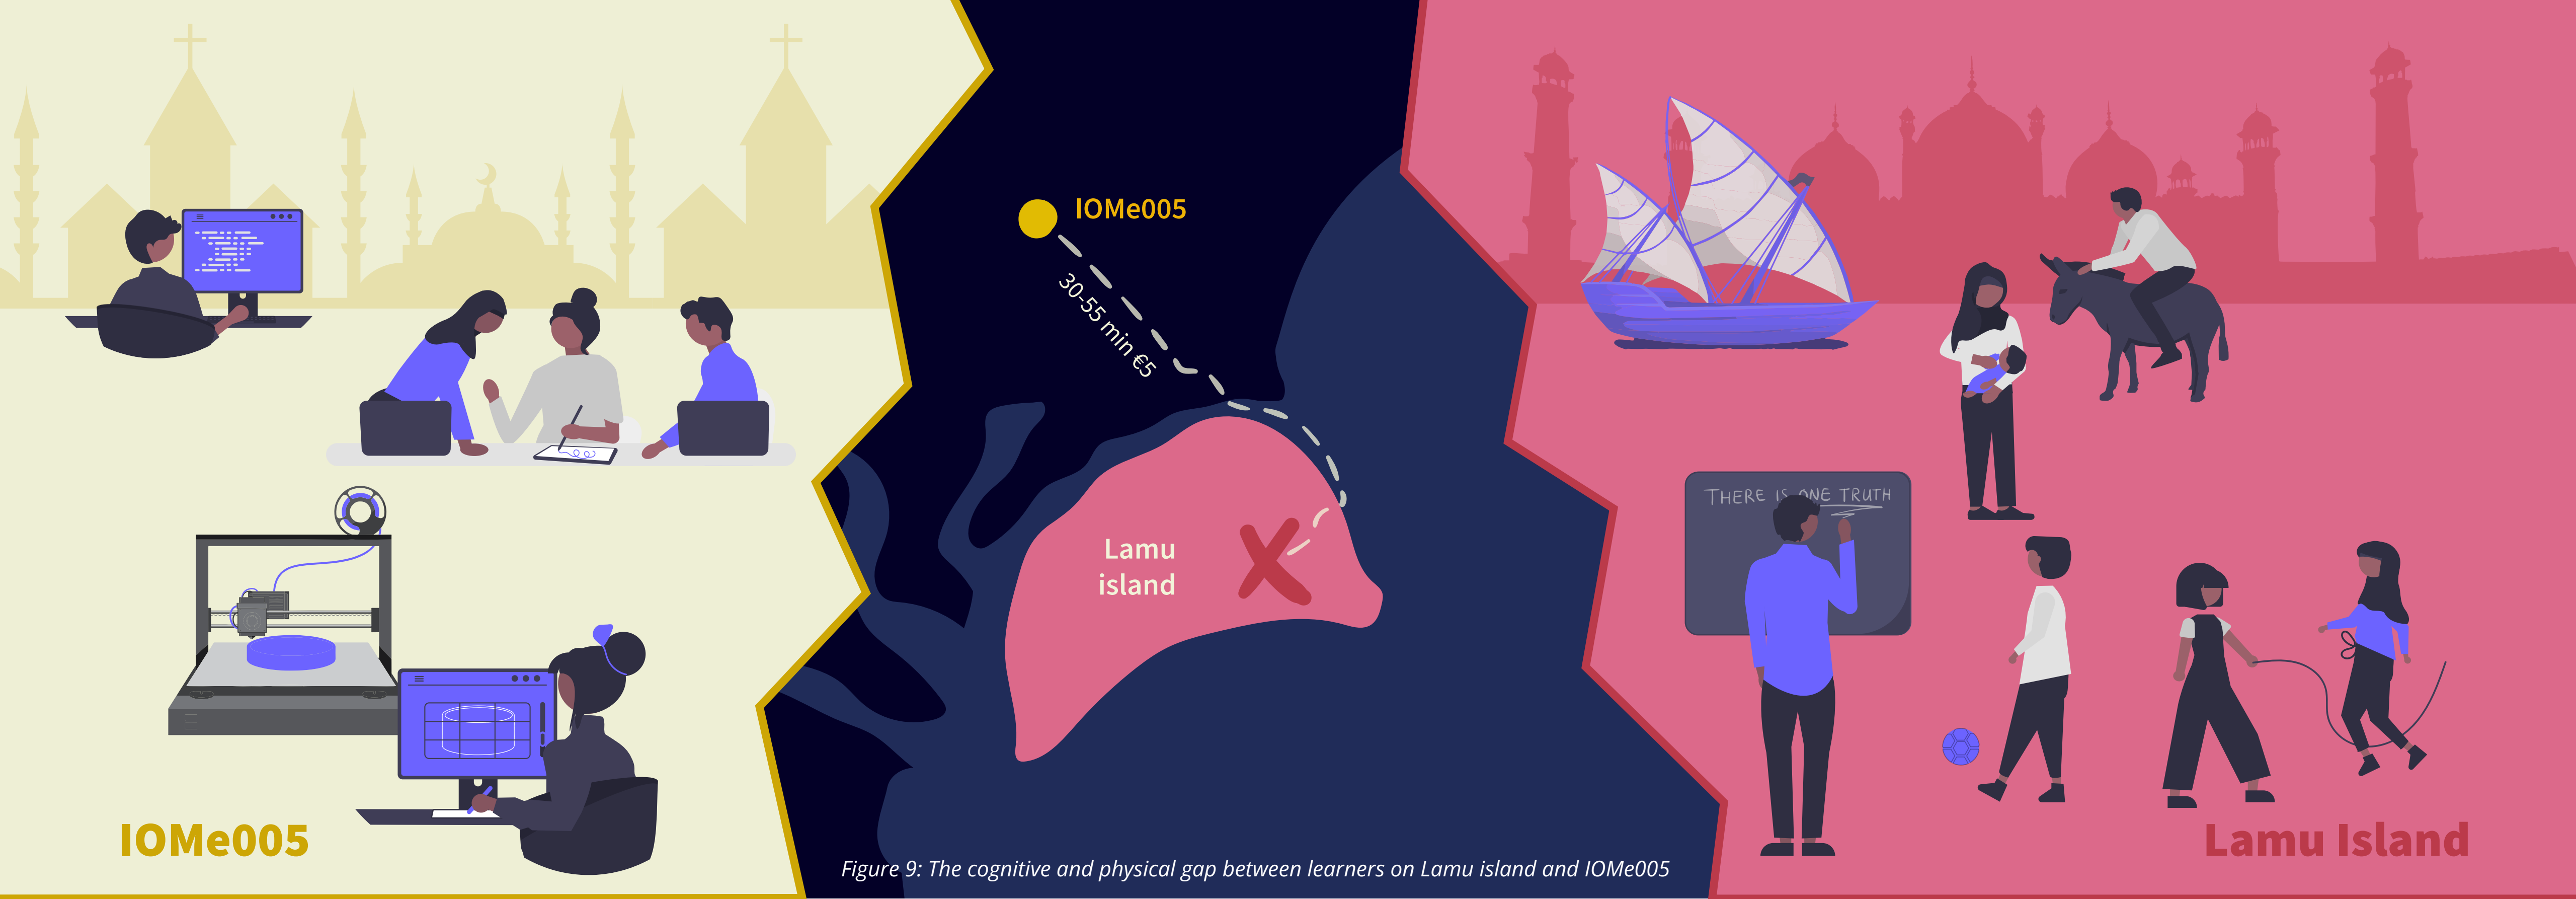 IOMe005
30-55 min €5
Lamu
island
THERE IS ONE TRUTH
IOMe005
Lamu Island
Figure 9: The cognitive and physical gap between learners on Lamu island and IOMe005